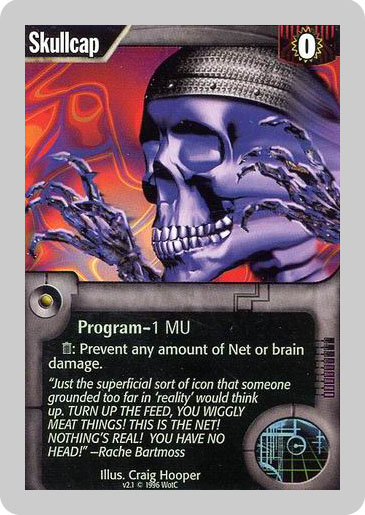 Skullcap
0
Program–1 MU
: Prevent any amount of Net or brain
damage.
“Just the superficial sort of icon that someone
grounded too far in ‘reality’ would think
up. TURN UP THE FEED, YOU WIGGLY
MEAT THINGS! THIS IS THE NET!
NOTHING’S REAL! YOU HAVE NO
HEAD!” —Rache Bartmoss
Illus. Craig Hooper
v2.1 © 1996 WotC